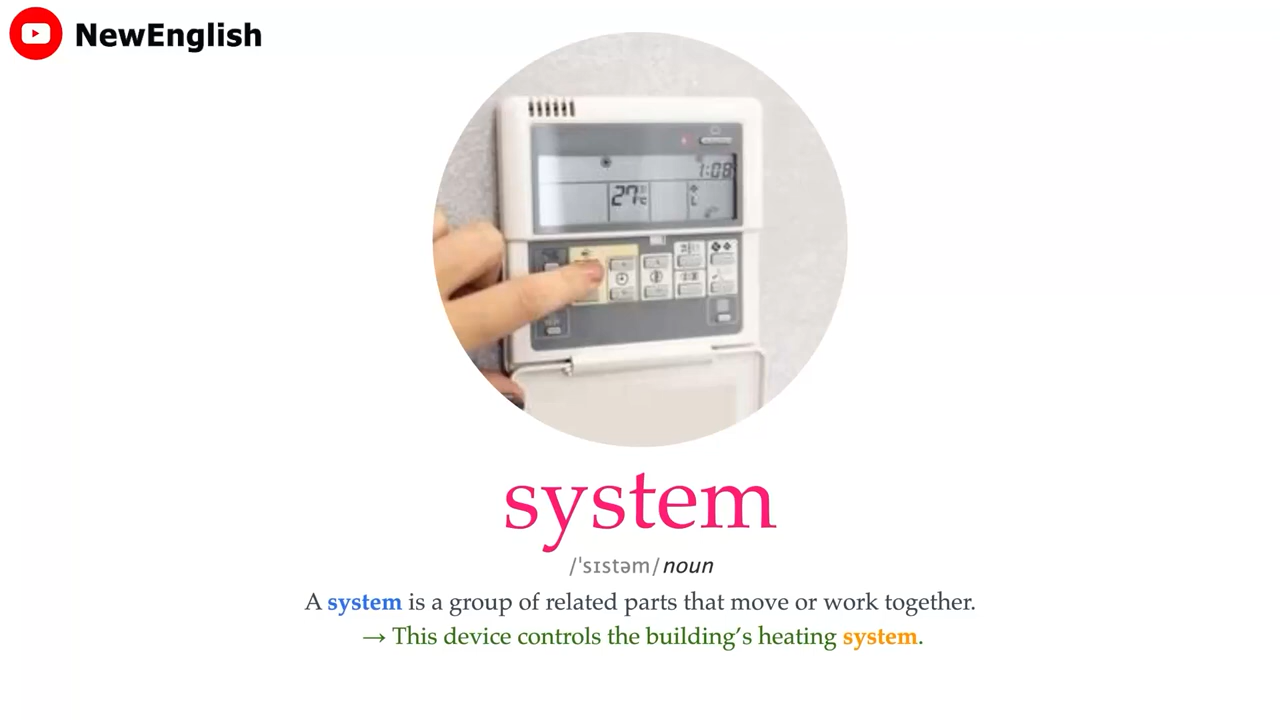 NewEnglish
1:08
27°C
system
/ˈsɪstəm/ noun
A system is a group of related parts that move or work together.
→ This device controls the building’s heating system.